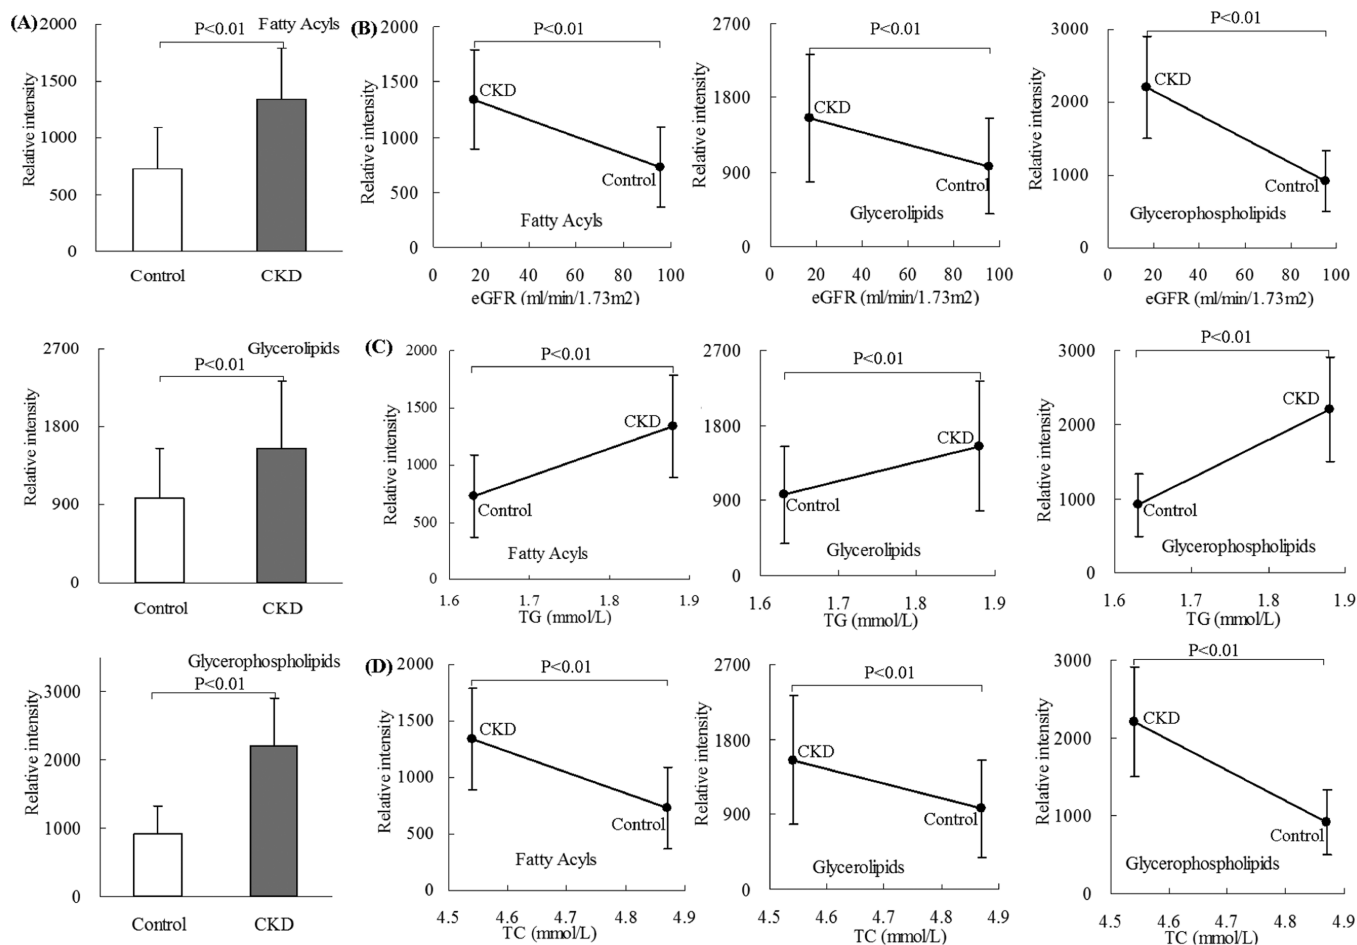 (A)
2000
1500
1000
500
0
Relative intensity
Fatty Acyls
P<0.01
Control
CKD
(B)
2000
1500
1000
500
0
Relative intensity
P<0.01
CKD
Control
Fatty Acyls
0
20
40
60
80
100
eGFR (ml/min/1.73m2)
2700
1800
900
0
Relative intensity
P<0.01
CKD
Control
Glycerolipids
0
20
40
60
80
100
eGFR (ml/min/1.73m2)
3000
2000
1000
0
Relative intensity
P<0.01
CKD
Control
Glycerophospholipids
0
20
40
60
80
100
eGFR (ml/min/1.73m2)
2700
1800
900
0
Relative intensity
Glycerolipids
P<0.01
Control
CKD
(C)
2000
1500
1000
500
0
Relative intensity
P<0.01
CKD
Control
Fatty Acyls
1.6
1.7
1.8
1.9
TG (mmol/L)
2700
1800
900
0
Relative intensity
P<0.01
CKD
Control
Glycerolipids
1.6
1.7
1.8
1.9
TG (mmol/L)
3000
2000
1000
0
Relative intensity
P<0.01
CKD
Control
Glycerophospholipids
1.6
1.7
1.8
1.9
TG (mmol/L)
3000
2000
1000
0
Relative intensity
Glycerophospholipids
P<0.01
Control
CKD
(D)
2000
1500
1000
500
0
Relative intensity
P<0.01
CKD
Control
Fatty Acyls
4.5
4.6
4.7
4.8
4.9
TC (mmol/L)
2700
1800
900
0
Relative intensity
P<0.01
CKD
Control
Glycerolipids
4.5
4.6
4.7
4.8
4.9
TC (mmol/L)
3000
2000
1000
0
Relative intensity
P<0.01
CKD
Control
Glycerophospholipids
4.5
4.6
4.7
4.8
4.9
TC (mmol/L)